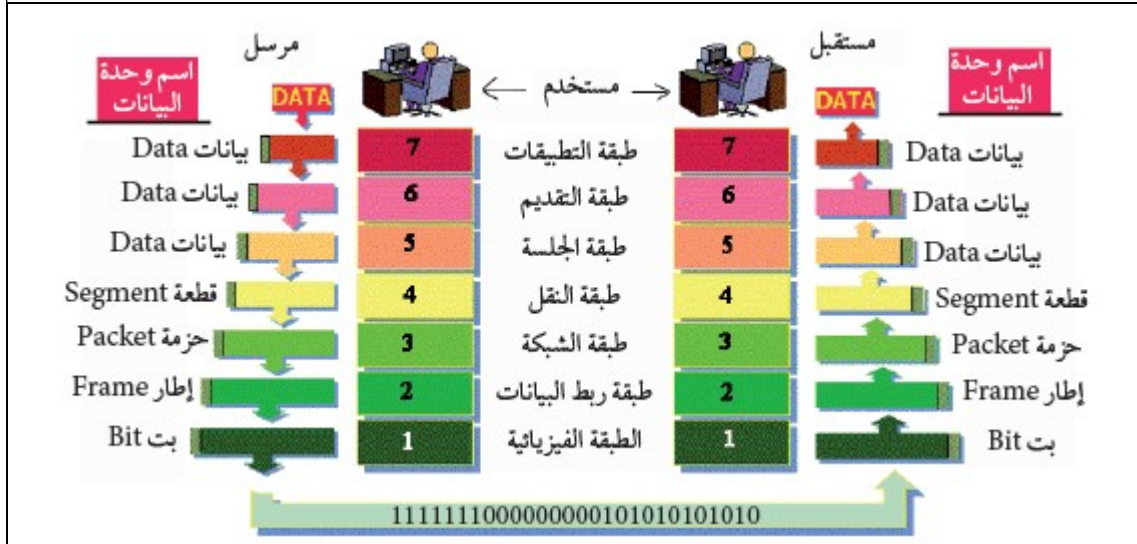 مرسل
مستقبل
اسم وحدة
البيانات
DATA
← مستخدم →
DATA
اسم وحدة
البيانات
بيانات Data
7
طبقة التطبيقات
7
بيانات Data
بيانات Data
6
طبقة التقديم
6
بيانات Data
بيانات Data
5
طبقة الجلسة
5
بيانات Data
قطعة Segment
4
طبقة النقل
4
قطعة Segment
حزمة Packet
3
طبقة الشبكة
3
حزمة Packet
إطار Frame
2
طبقة ربط البيانات
2
إطار Frame
بت Bit
1
الطبقة الفيزيائية
1
بت Bit
1111111000000000101010101010